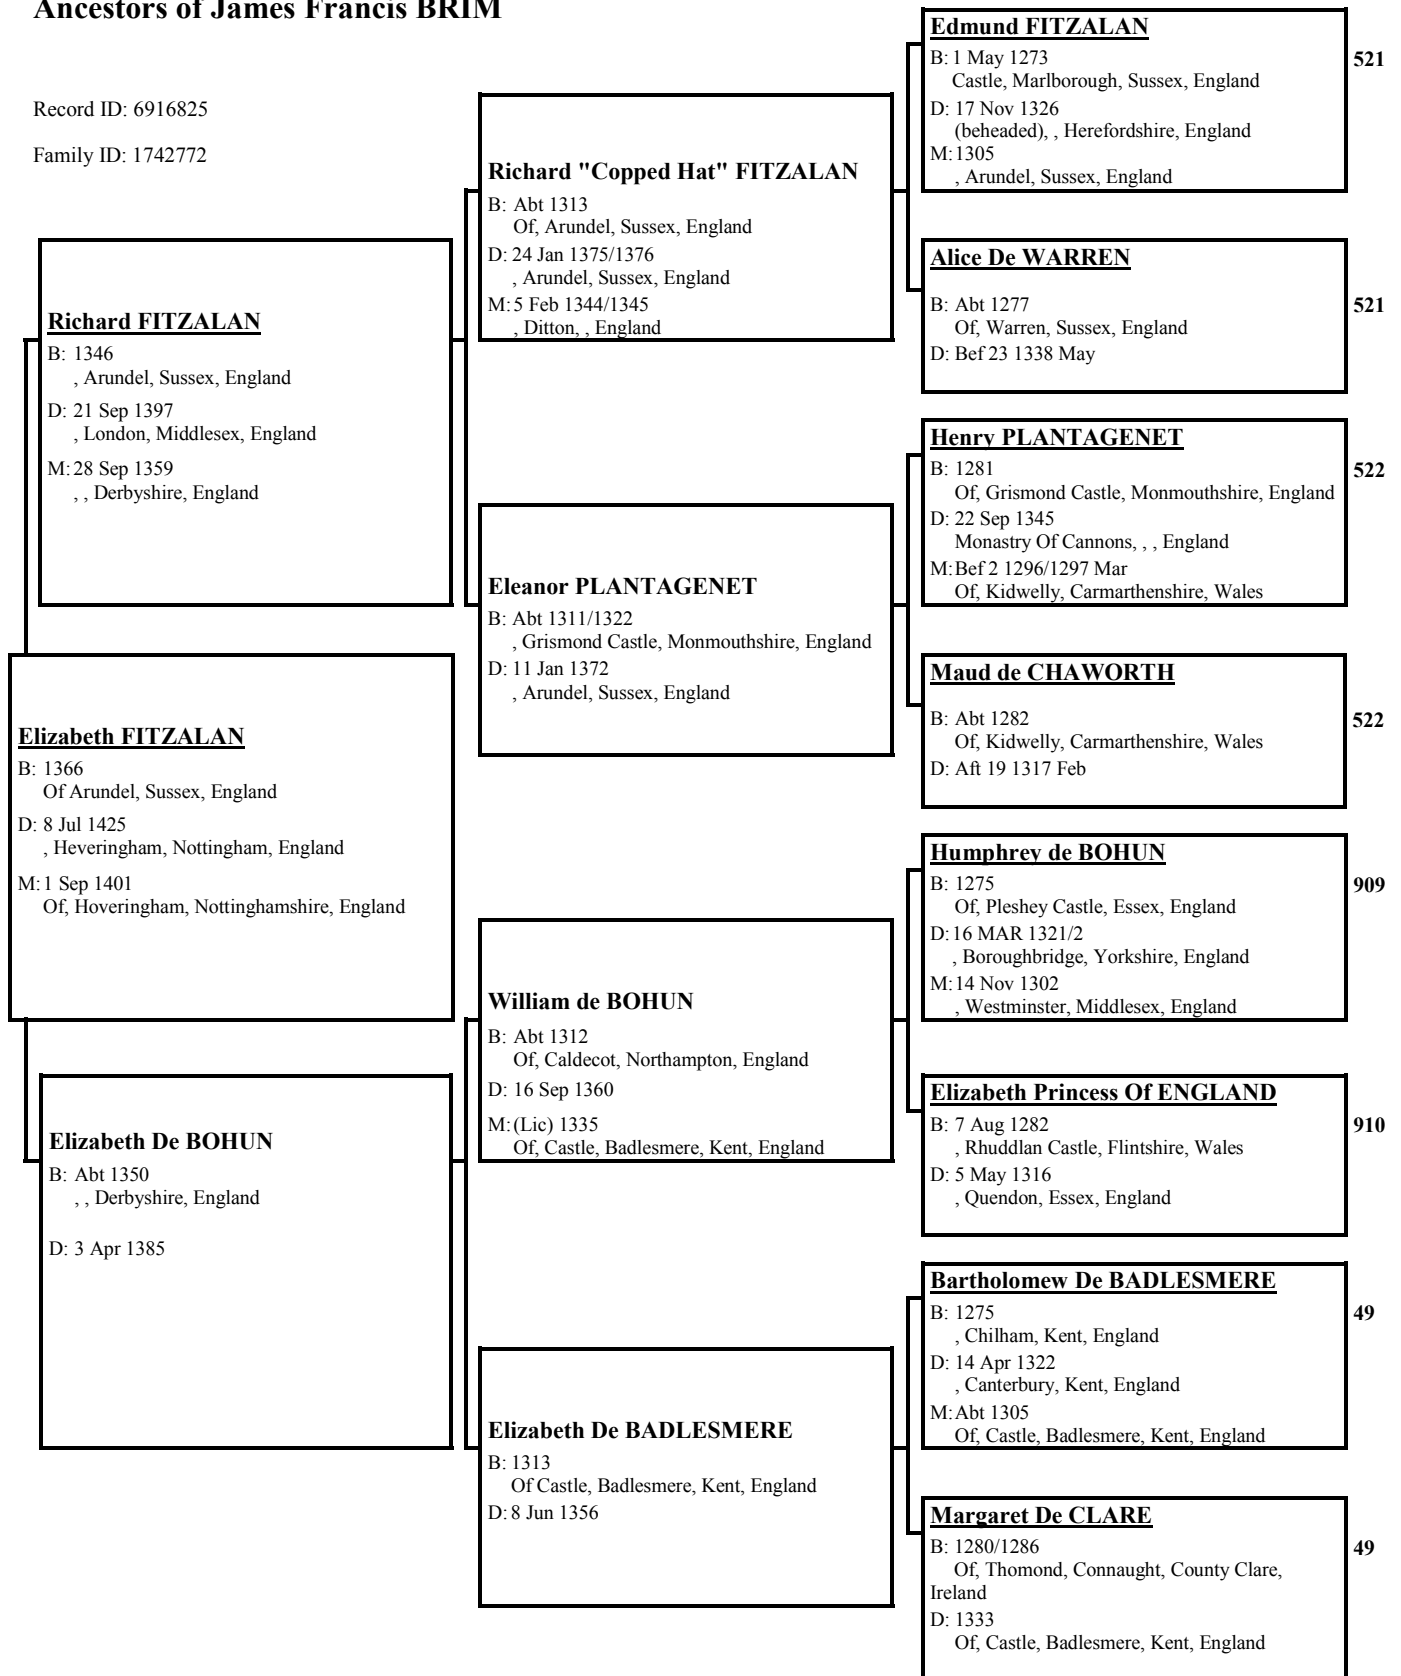 Ancestors of James Francis BRIM
Record ID: 6916825
Family ID: 1742772
Elizabeth FITZALAN
B: 1366
Of Arundel, Sussex, England
D: 8 Jul 1425
, Heveringham, Nottingham, England
M: 1 Sep 1401
Of, Hoveringham, Nottinghamshire, England
Richard FITZALAN
B: 1346
, Arundel, Sussex, England
D: 21 Sep 1397
, London, Middlesex, England
M: 28 Sep 1359
, , Derbyshire, England
Elizabeth De BOHUN
B: Abt 1350
, , Derbyshire, England
D: 3 Apr 1385
Richard "Copped Hat" FITZALAN
B: Abt 1313
Of, Arundel, Sussex, England
D: 24 Jan 1375/1376
, Arundel, Sussex, England
M: 5 Feb 1344/1345
, Ditton, , England
Eleanor PLANTAGENET
B: Abt 1311/1322
, Grismond Castle, Monmouthshire, England
D: 11 Jan 1372
, Arundel, Sussex, England
William de BOHUN
B: Abt 1312
Of, Caldecot, Northampton, England
D: 16 Sep 1360
M: (Lic) 1335
Of, Castle, Badlesmere, Kent, England
Elizabeth De BADLESMERE
B: 1313
Of Castle, Badlesmere, Kent, England
D: 8 Jun 1356
Edmund FITZALAN
B: 1 May 1273
Castle, Marlborough, Sussex, England
D: 17 Nov 1326
(beheaded), , Herefordshire, England
M: 1305
, Arundel, Sussex, England
521
Alice De WARREN
B: Abt 1277
Of, Warren, Sussex, England
D: Bef 23 1338 May
521
Henry PLANTAGENET
B: 1281
Of, Grismond Castle, Monmouthshire, England
D: 22 Sep 1345
Monastry Of Cannons, , , England
M: Bef 2 1296/1297 Mar
Of, Kidwelly, Carmarthenshire, Wales
522
Maud de CHAWORTH
B: Abt 1282
Of, Kidwelly, Carmarthenshire, Wales
D: Aft 19 1317 Feb
522
Humphrey de BOHUN
B: 1275
Of, Pleshey Castle, Essex, England
D: 16 MAR 1321/2
, Boroughbridge, Yorkshire, England
M: 14 Nov 1302
, Westminster, Middlesex, England
909
Elizabeth Princess Of ENGLAND
B: 7 Aug 1282
, Rhuddlan Castle, Flintshire, Wales
D: 5 May 1316
, Quendon, Essex, England
910
Bartholomew De BADLESMERE
B: 1275
, Chilham, Kent, England
D: 14 Apr 1322
, Canterbury, Kent, England
M: Abt 1305
Of, Castle, Badlesmere, Kent, England
49
Margaret De CLARE
B: 1280/1286
Of, Thomond, Connaught, County Clare,
Ireland
D: 1333
Of, Castle, Badlesmere, Kent, England
49